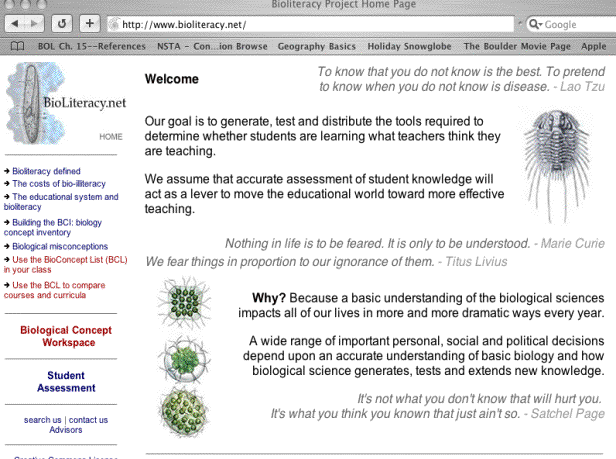 Bioliteracy Project Home Page
http://www.bioliteracy.net/
Google
BOL Ch. 15--References NSTA - Con...ion Browse Geography Basics Holiday Snowglobe The Boulder Movie Page Apple
BioLiteracy.net
HOME
Bioliteracy defined
The costs of bio-illiteracy
The educational system and
bioliteracy
Building the BCI: biology
concept inventory
Biological misconceptions
Use the BioConcept List (BCL)
in your class
Use the BCL to compare
courses and curricula
Biological Concept
Workspace
Student
Assessment
search us | contact us
Advisors
Creative Commons License
Welcome
To know that you do not know is the best. To pretend
to know when you do not know is disease. - Lao Tzu
Our goal is to generate, test and distribute the tools required to
determine whether students are learning what teachers think they
are teaching.
We assume that accurate assessment of student knowledge will
act as a lever to move the educational world toward more effective
teaching.
Nothing in life is to be feared. It is only to be understood. - Marie Curie
We fear things in proportion to our ignorance of them. - Titus Livius
Why? Because a basic understanding of the biological sciences
impacts all of our lives in more and more dramatic ways every year.
A wide range of important personal, social and political decisions
depend upon an accurate understanding of basic biology and how
biological science generates, tests and extends new knowledge.
It's not what you don't know that will hurt you.
It's what you think you known that just ain't so. - Satchel Page